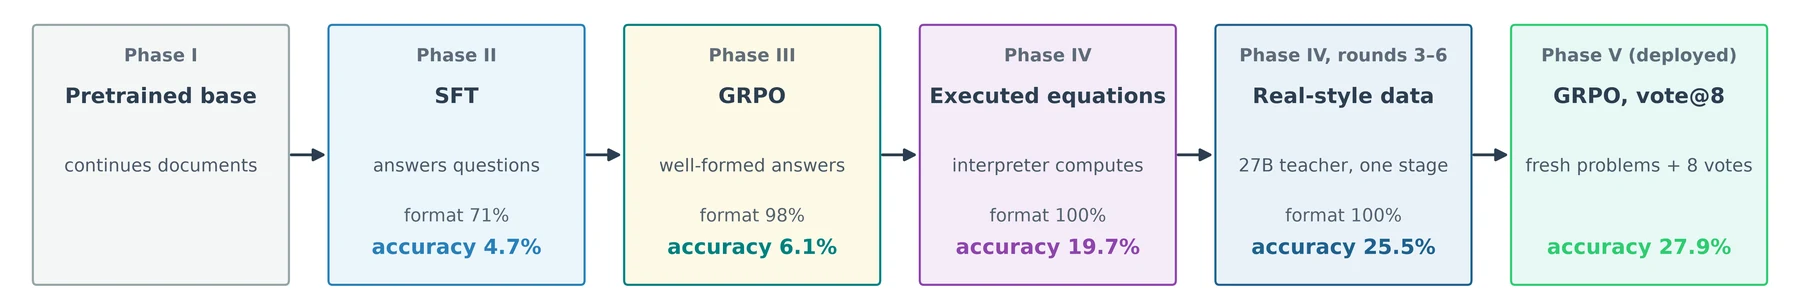 Phase I
Pretrained base
continues documents
Phase II
SFT
answers questions
format 71%
accuracy 4.7%
Phase III
GRPO
well-formed answers
format 98%
accuracy 6.1%
Phase IV
Executed equations
interpreter computes
format 100%
accuracy 19.7%
Phase IV, rounds 3–6
Real-style data
27B teacher, one stage
format 100%
accuracy 25.5%
Phase V (deployed)
GRPO, vote@8
fresh problems + 8 votes
accuracy 27.9%